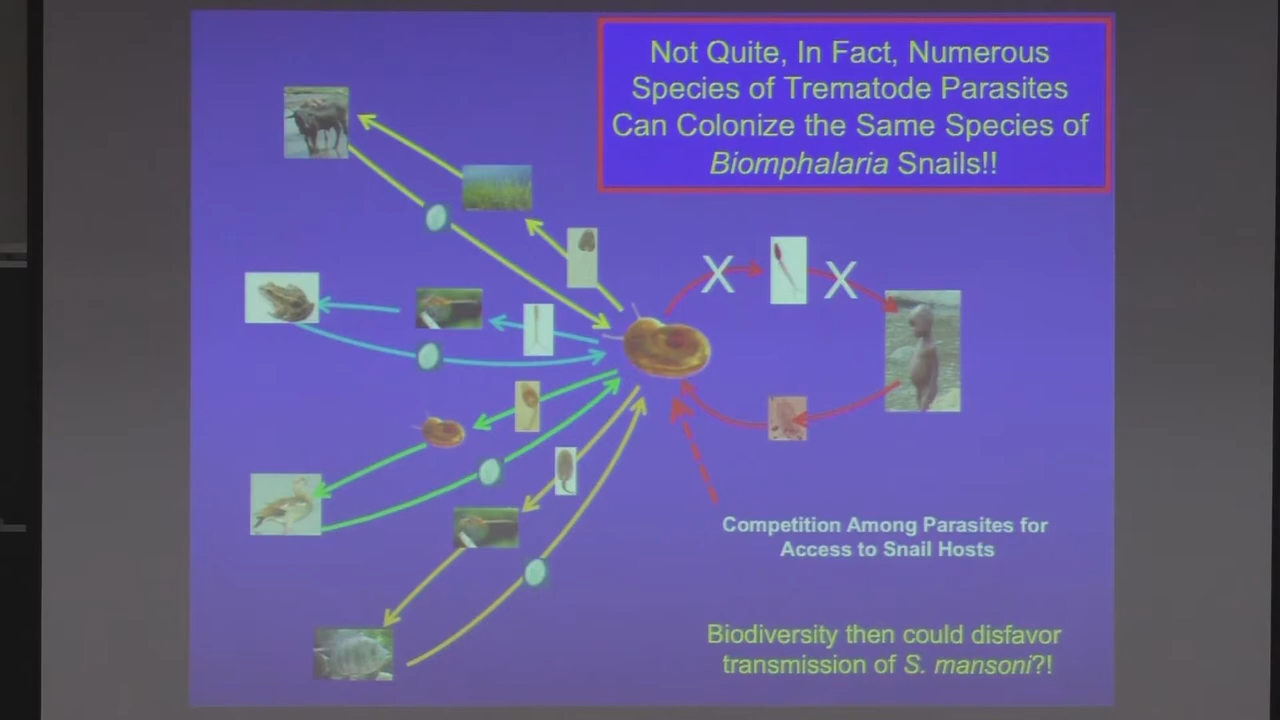 Not Quite, In Fact, Numerous
Species of Trematode Parasites
Can Colonize the Same Species of
Biomphalaria Snails!!
X
X
Competition Among Parasites for
Access to Snail Hosts
Biodiversity then could disfavor
transmission of S. mansoni?!